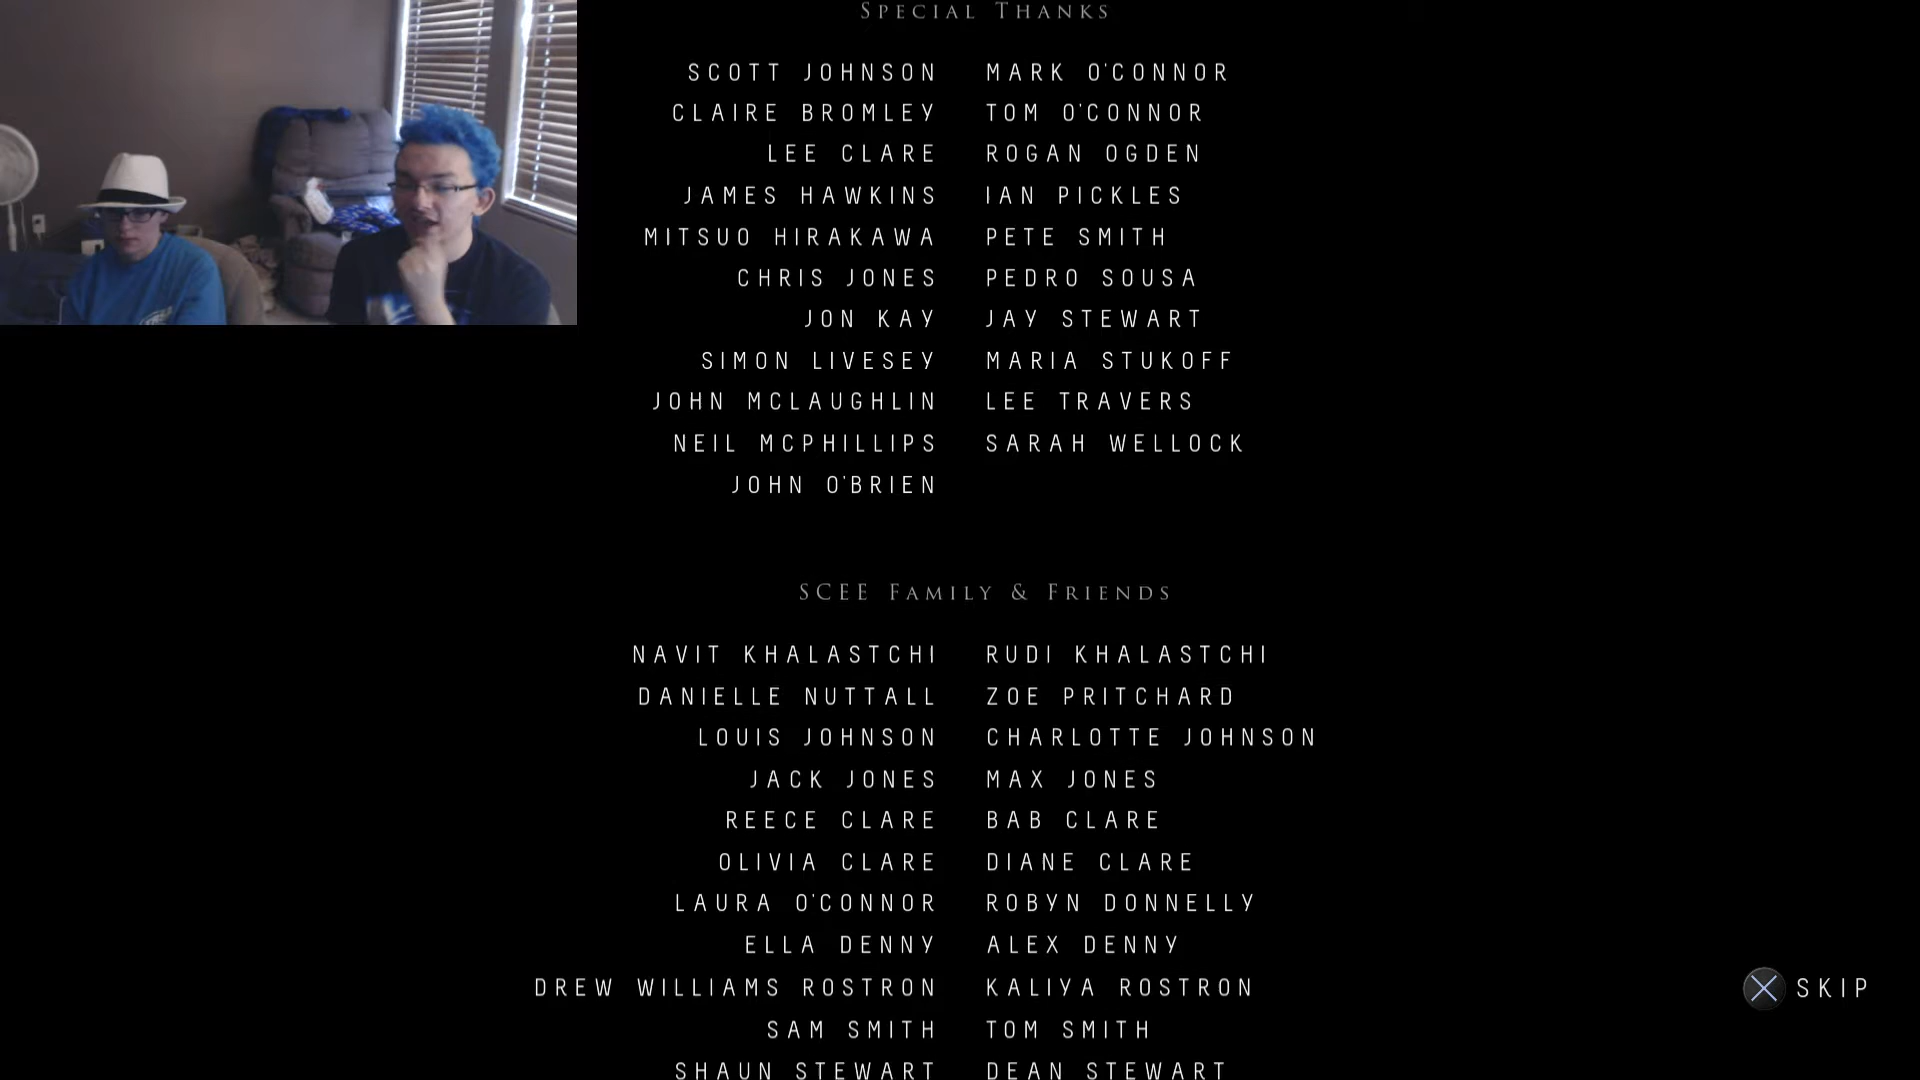 SPECIAL THANKS
SCOTT JOHNSON MARK O'CONNOR
CLAIRE BROMLEY TOM O'CONNOR
LEE CLARE ROGAN OGDEN
JAMES HAWKINS IAN PICKLES
MITSUO HIRAKAWA PETE SMITH
CHRIS JONES PEDRO SOUSA
JON KAY JAY STEWART
SIMON LIVESEY MARIA STUKOFF
JOHN MCLAUGHLIN LEE TRAVERS
NEIL MCPHILLIPS SARAH WELLOCK
JOHN O'BRIEN
SCEE FAMILY & FRIENDS
NAVIT KHALASTCHI RUDI KHALASTCHI
DANIELLE NUTTALL ZOE PRITCHARD
LOUIS JOHNSON CHARLOTTE JOHNSON
JACK JONES MAX JONES
REECE CLARE BAB CLARE
OLIVIA CLARE DIANE CLARE
LAURA O'CONNOR ROBYN DONNELLY
ELLA DENNY ALEX DENNY
DREW WILLIAMS ROSTRON KALIYA ROSTRON
SKIP
SAM SMITH TOM SMITH
SHAUN STEWART DEAN STEWART